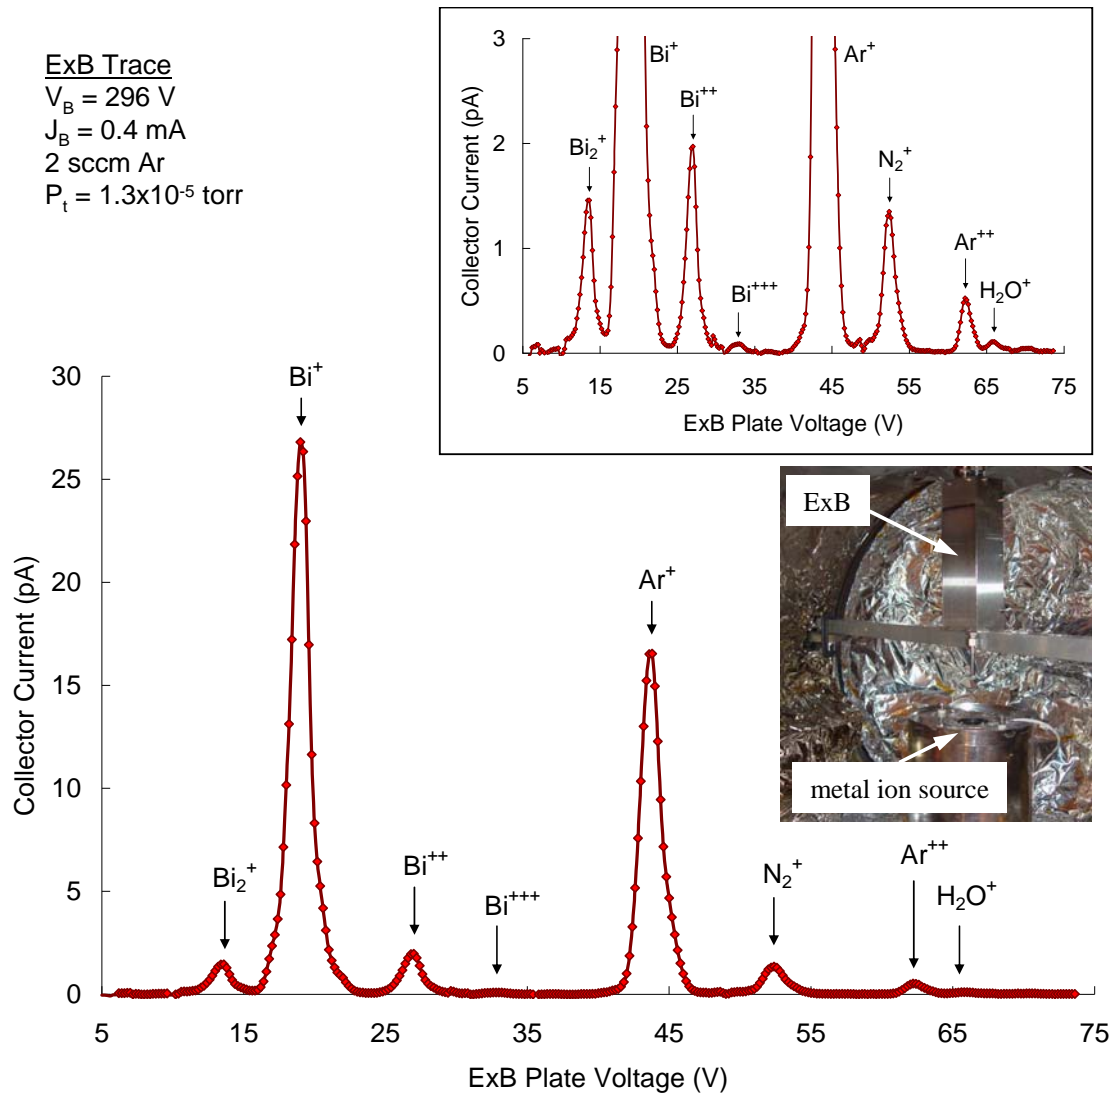 ExB Trace
V_B = 296 V
J_B = 0.4 mA
2 sccm Ar
P_t = 1.3x10^-5 torr
3
2
1
0
Collector Current (pA)
Bi₂⁺
Bi⁺
Bi⁺⁺
Bi⁺⁺⁺
Ar⁺
N₂⁺
Ar⁺⁺
H₂O⁺
5 15 25 35 45 55 65 75
ExB Plate Voltage (V)
30
25
20
15
10
5
0
Collector Current (pA)
Bi₂⁺
Bi⁺
Bi⁺⁺
Bi⁺⁺⁺
Ar⁺
N₂⁺
Ar⁺⁺
H₂O⁺
5 15 25 35 45 55 65 75
ExB Plate Voltage (V)
ExB
metal ion source